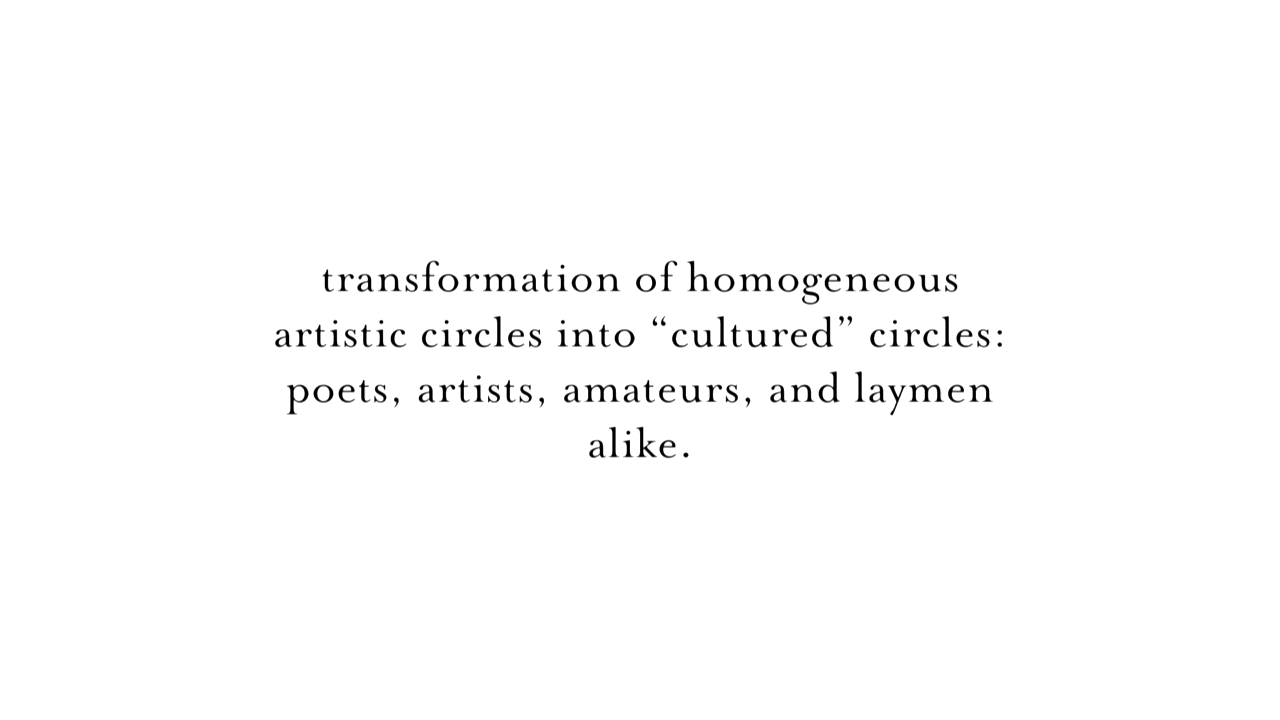 transformation of homogeneous
artistic circles into “cultured” circles:
poets, artists, amateurs, and laymen
alike.